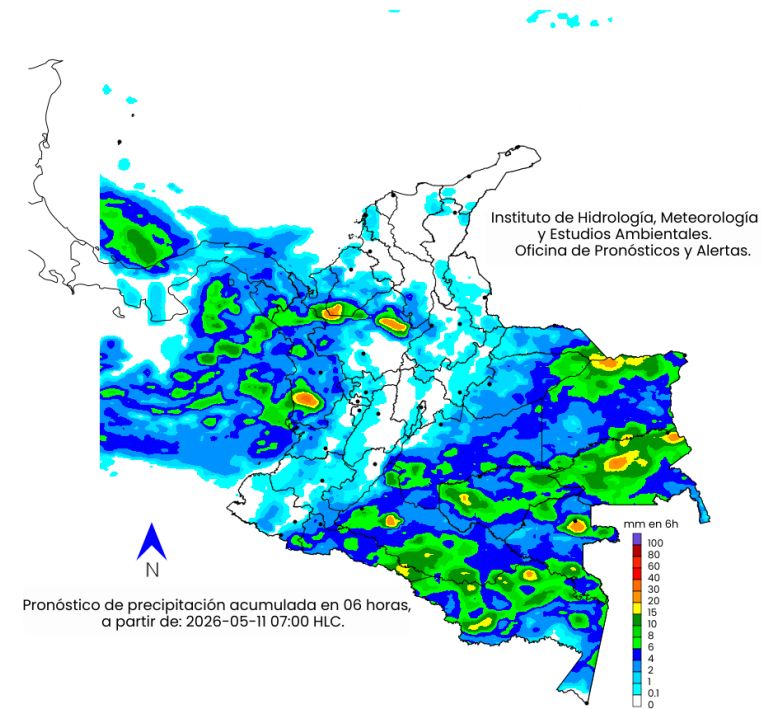 Instituto de Hidrología, Meteorología
y Estudios Ambientales.
Oficina de Pronósticos y Alertas.
mm en 6h
100
80
60
40
30
20
15
10
8
6
4
2
1
0.1
0
N
Pronóstico de precipitación acumulada en 06 horas,
a partir de: 2026-05-11 07:00 HLC.